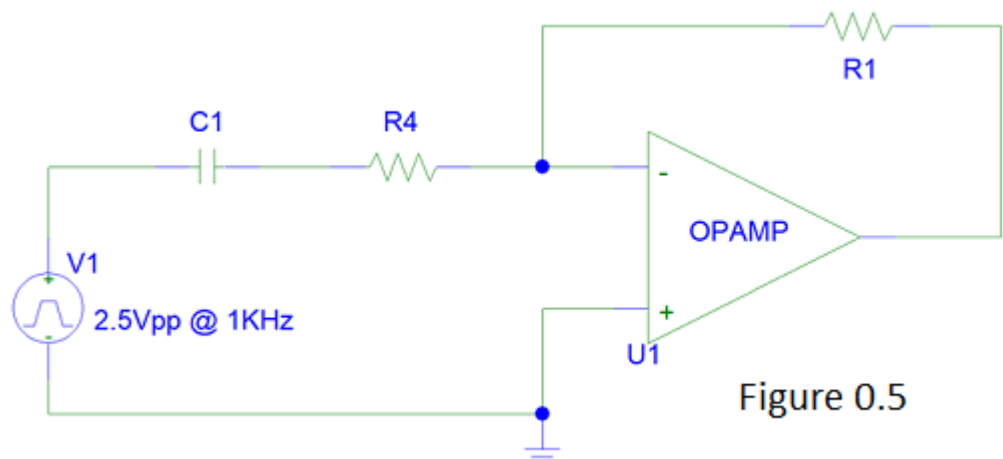 R1
C1
R4
-
OPAMP
V1
+
2.5Vpp @ 1KHz
-
+
U1
Figure 0.5